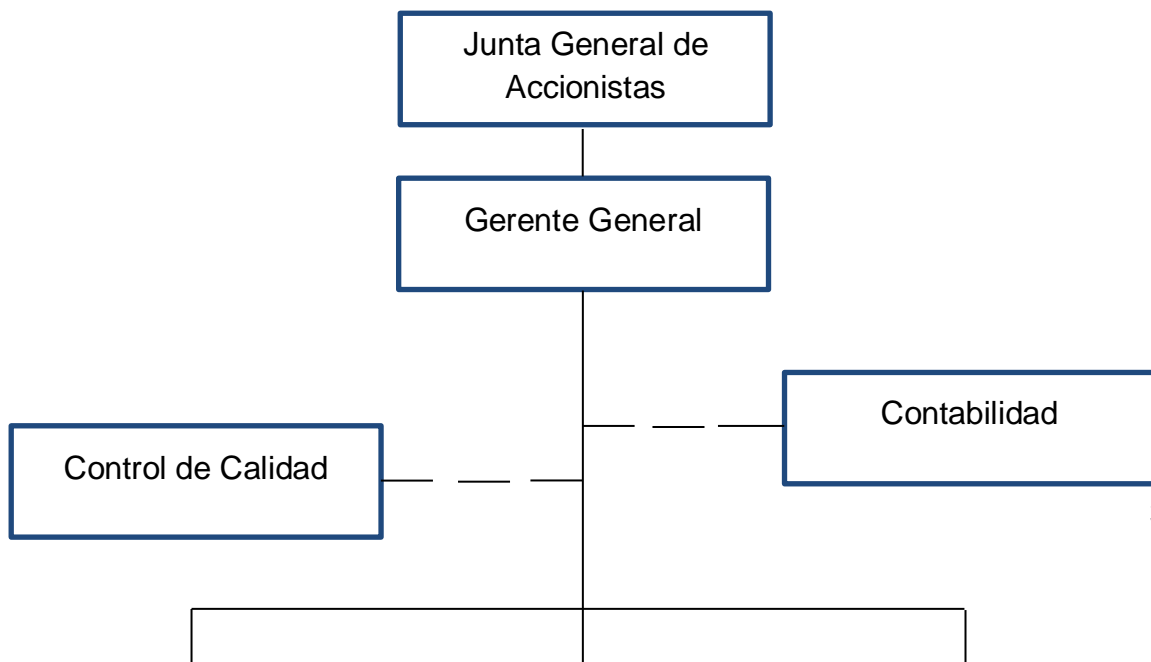 Junta General de
Accionistas
Gerente General
Contabilidad
Control de Calidad